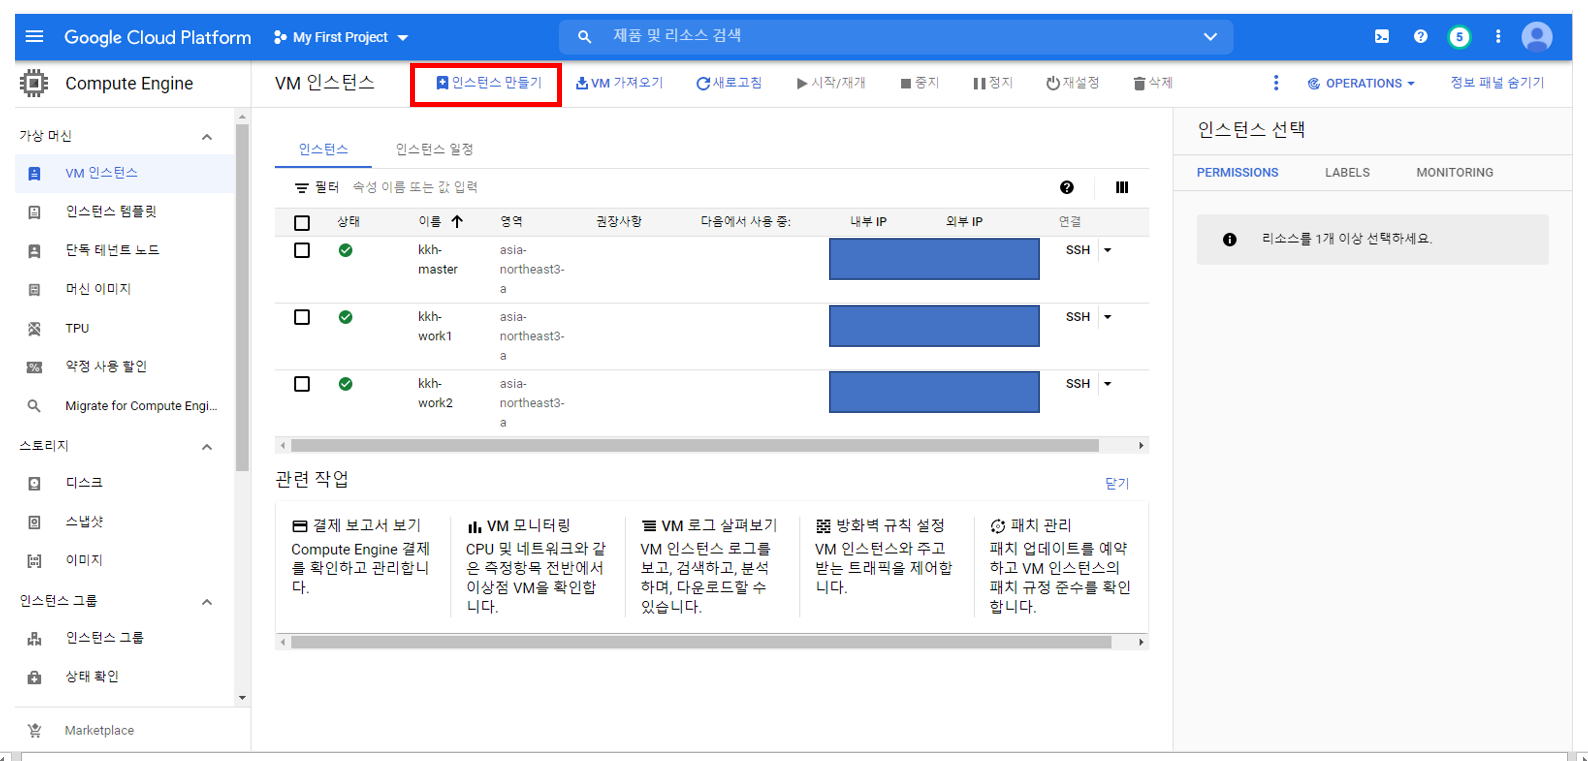 Google Cloud Platform
My First Project
제품 및 리소스 검색
5
Compute Engine
VM 인스턴스
인스턴스 만들기
VM 가져오기
새로고침
시작/재개
중지
정지
재설정
삭제
OPERATIONS
정보 패널 숨기기
가상 머신
VM 인스턴스
인스턴스 템플릿
단독 테넌트 노드
머신 이미지
TPU
약정 사용 할인
Migrate for Compute Engi...
스토리지
디스크
스냅샷
이미지
인스턴스 그룹
인스턴스 그룹
상태 확인
Marketplace
인스턴스
인스턴스 일정
필터
속성 이름 또는 값 입력
상태
이름
영역
권장사항
다음에서 사용 중:
내부 IP
외부 IP
연결
kkh-
master
asia-
northeast3-
a
SSH
kkh-
work1
asia-
northeast3-
a
SSH
kkh-
work2
asia-
northeast3-
a
SSH
관련 작업
닫기
결제 보고서 보기
Compute Engine 결제
를 확인하고 관리합니
다.
VM 모니터링
CPU 및 네트워크와 같
은 측정항목 전반에서
이상점 VM을 확인합
니다.
VM 로그 살펴보기
VM 인스턴스 로그를
보고, 검색하고, 분석
하며, 다운로드할 수
있습니다.
방화벽 규칙 설정
VM 인스턴스와 주고
받는 트래픽을 제어합
니다.
패치 관리
패치 업데이트를 예약
하고 VM 인스턴스의
패치 규정 준수를 확인
합니다.
인스턴스 선택
PERMISSIONS
LABELS
MONITORING
리소스를 1개 이상 선택하세요.